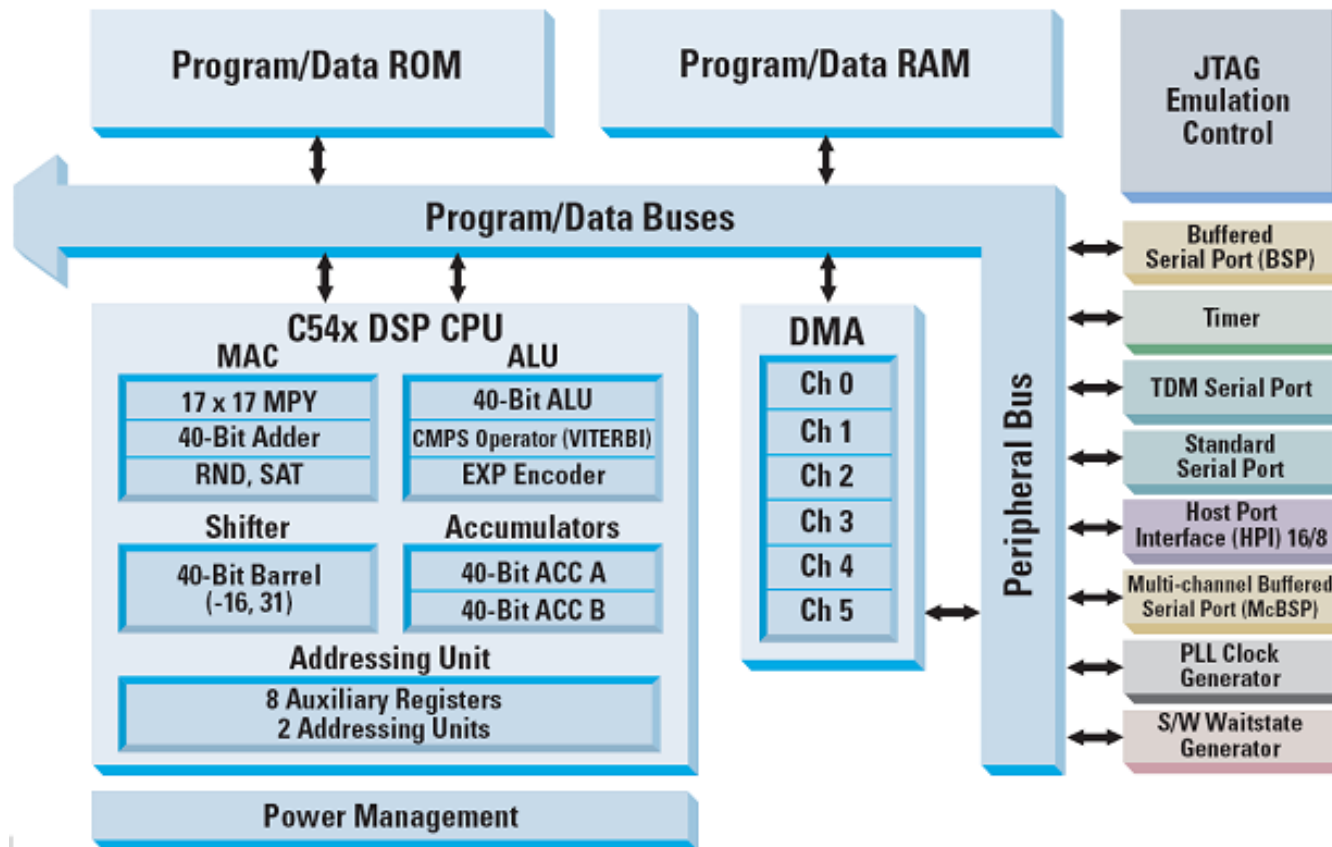 Program/Data ROM
Program/Data RAM
JTAG
Emulation
Control
Program/Data Buses
Buffered
Serial Port (BSP)
Timer
TDM Serial Port
Standard
Serial Port
Host Port
Interface (HPI) 16/8
Multi-channel Buffered
Serial Port (McBSP)
PLL Clock
Generator
S/W Waitstate
Generator
Peripheral Bus
C54x DSP CPU
MAC
17 x 17 MPY
40-Bit Adder
RND, SAT
ALU
40-Bit ALU
CMPS Operator (VITERBI)
EXP Encoder
Shifter
40-Bit Barrel
(-16, 31)
Accumulators
40-Bit ACC A
40-Bit ACC B
Addressing Unit
8 Auxiliary Registers
2 Addressing Units
DMA
Ch 0
Ch 1
Ch 2
Ch 3
Ch 4
Ch 5
Power Management